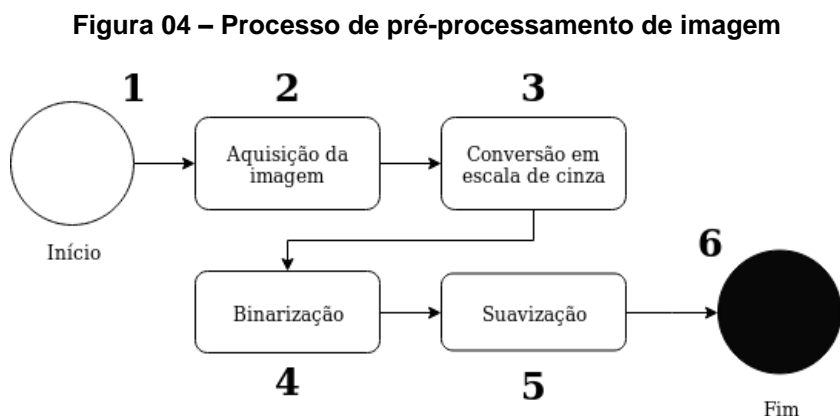 Figura 04 – Processo de pré-processamento de imagem
1
2
3
Aquisição da
imagem
Conversão em
escala de cinza
Início
6
Binarização
Suavização
4
5
Fim